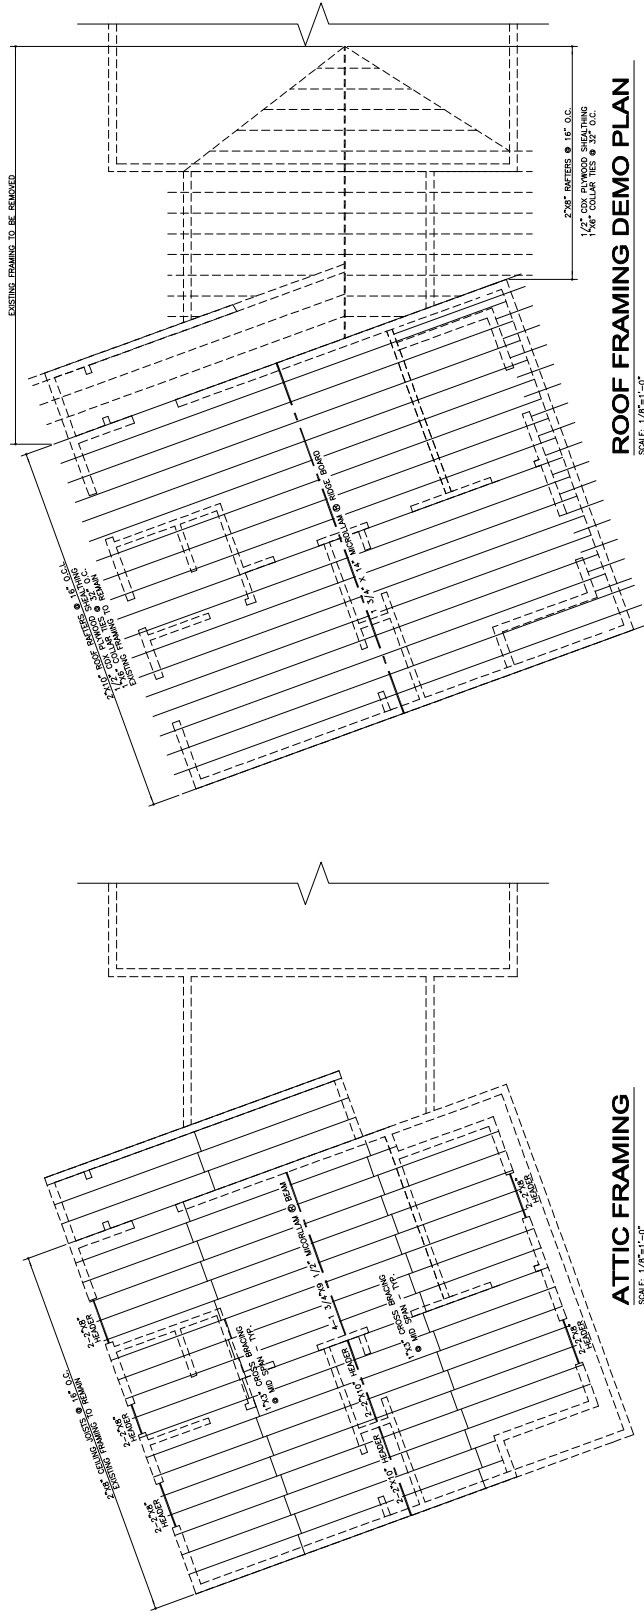 EXISTING FRAMING TO BE REMOVED
2"X8" RAFTERS @ 16" O.C.
1/2" CDX PLYWOOD SHEALTHING
1"X6" COLLAR TIES @ 32" O.C.
2"X10" ROOF RAFTERS @ 16" O.C.
1/2" CDX PLYWOOD SHEALTHING
1"X6" COLLAR TIES @ 32" O.C.
EXISTING FRAMING TO REMAIN
1 3/4" X 14" MICROLLAM @ RIDGE BOARD
ROOF FRAMING DEMO PLAN
SCALE: 1/8"=1'-0"
2"X8" CEILING JOISTS @ 16" O.C.
EXISTING FRAMING TO REMAIN
2-2"X8"
HEADER
2-2"X8"
HEADER
2-2"X8"
HEADER
1"X3" CROSS BRACING
@ MID SPAN - TYP.
4-1 3/4"X9 1/2" MICORLLAM @ BEAM
1"X3" CROSS BRACING
@ MID SPAN - TYP.
2-2"X10" HEADER
2-2"X10" HEADER
2-2"X8"
HEADER
2-2"X8"
HEADER
ATTIC FRAMING
SCALE: 1/8"=1'-0"